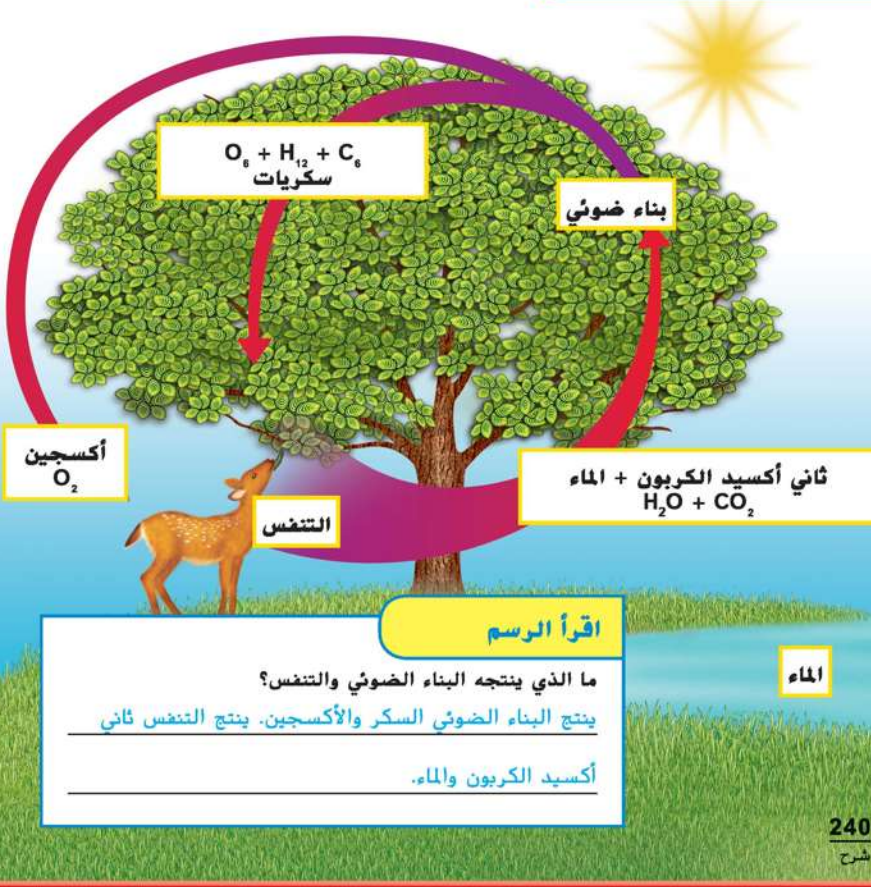 O₆ + H₁₂ + C₆
سكريات
بناء ضوئي
أكسجين
O₂
ثاني أكسيد الكربون + الماء
H₂O + CO₂
التنفس
الماء
اقرأ الرسم
ما الذي ينتجه البناء الضوئي والتنفس؟
ينتج البناء الضوئي السكر والأكسجين. ينتج التنفس ثاني
أكسيد الكربون والماء.
240
شرح